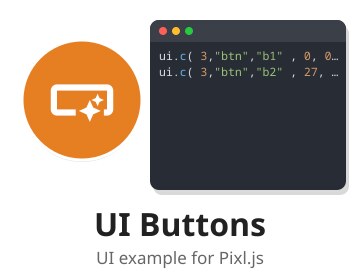 ui.c( 3,"btn","b1" , 0, 0…
ui.c( 3,"btn","b2" , 27, …
UI Buttons
UI example for Pixl.js